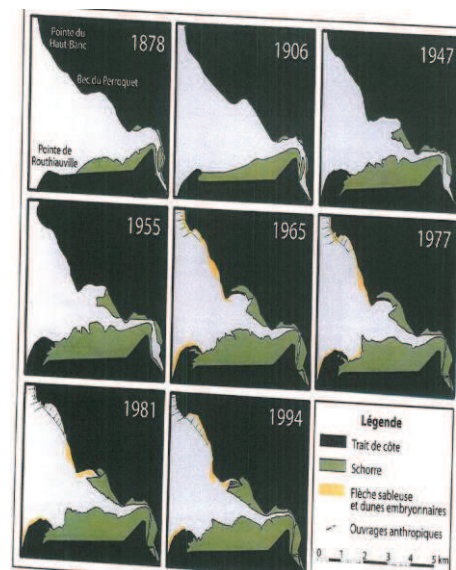 Pointe du
Haut-Banc
Bec du Perroquet
Pointe de
Routhiauville
1878
1906
1947
1955
1965
1977
1981
1994
Légende
Trait de côte
Schorre
Flèche sableuse
et dunes embryonnaires
Ouvrages anthropiques
0 1 2 3 4 5 km